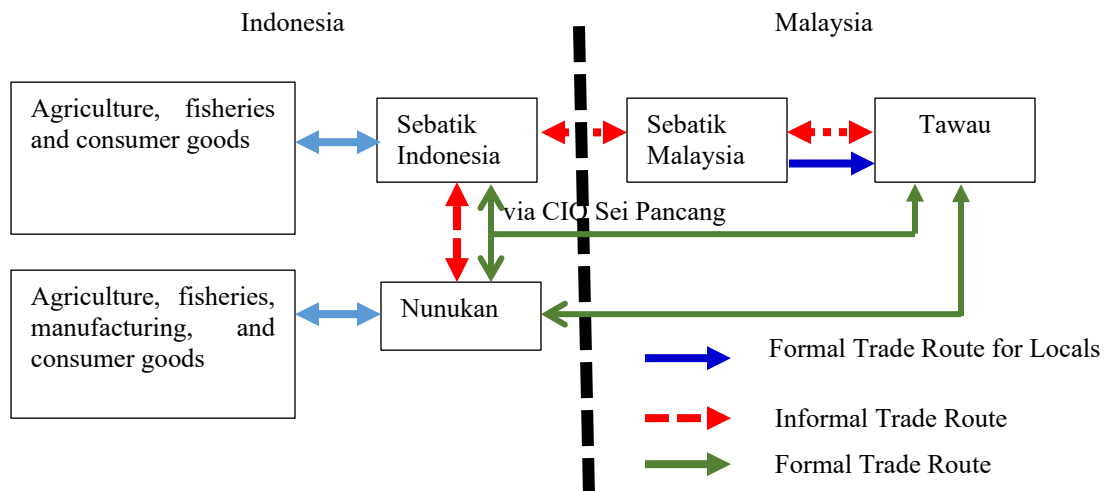 Indonesia
Malaysia
Agriculture, fisheries
and consumer goods
Sebatik
Indonesia
Sebatik
Malaysia
Tawau
via CIQ Sei Pancang
Agriculture, fisheries,
manufacturing, and
consumer goods
Nunukan
Formal Trade Route for Locals
Informal Trade Route
Formal Trade Route